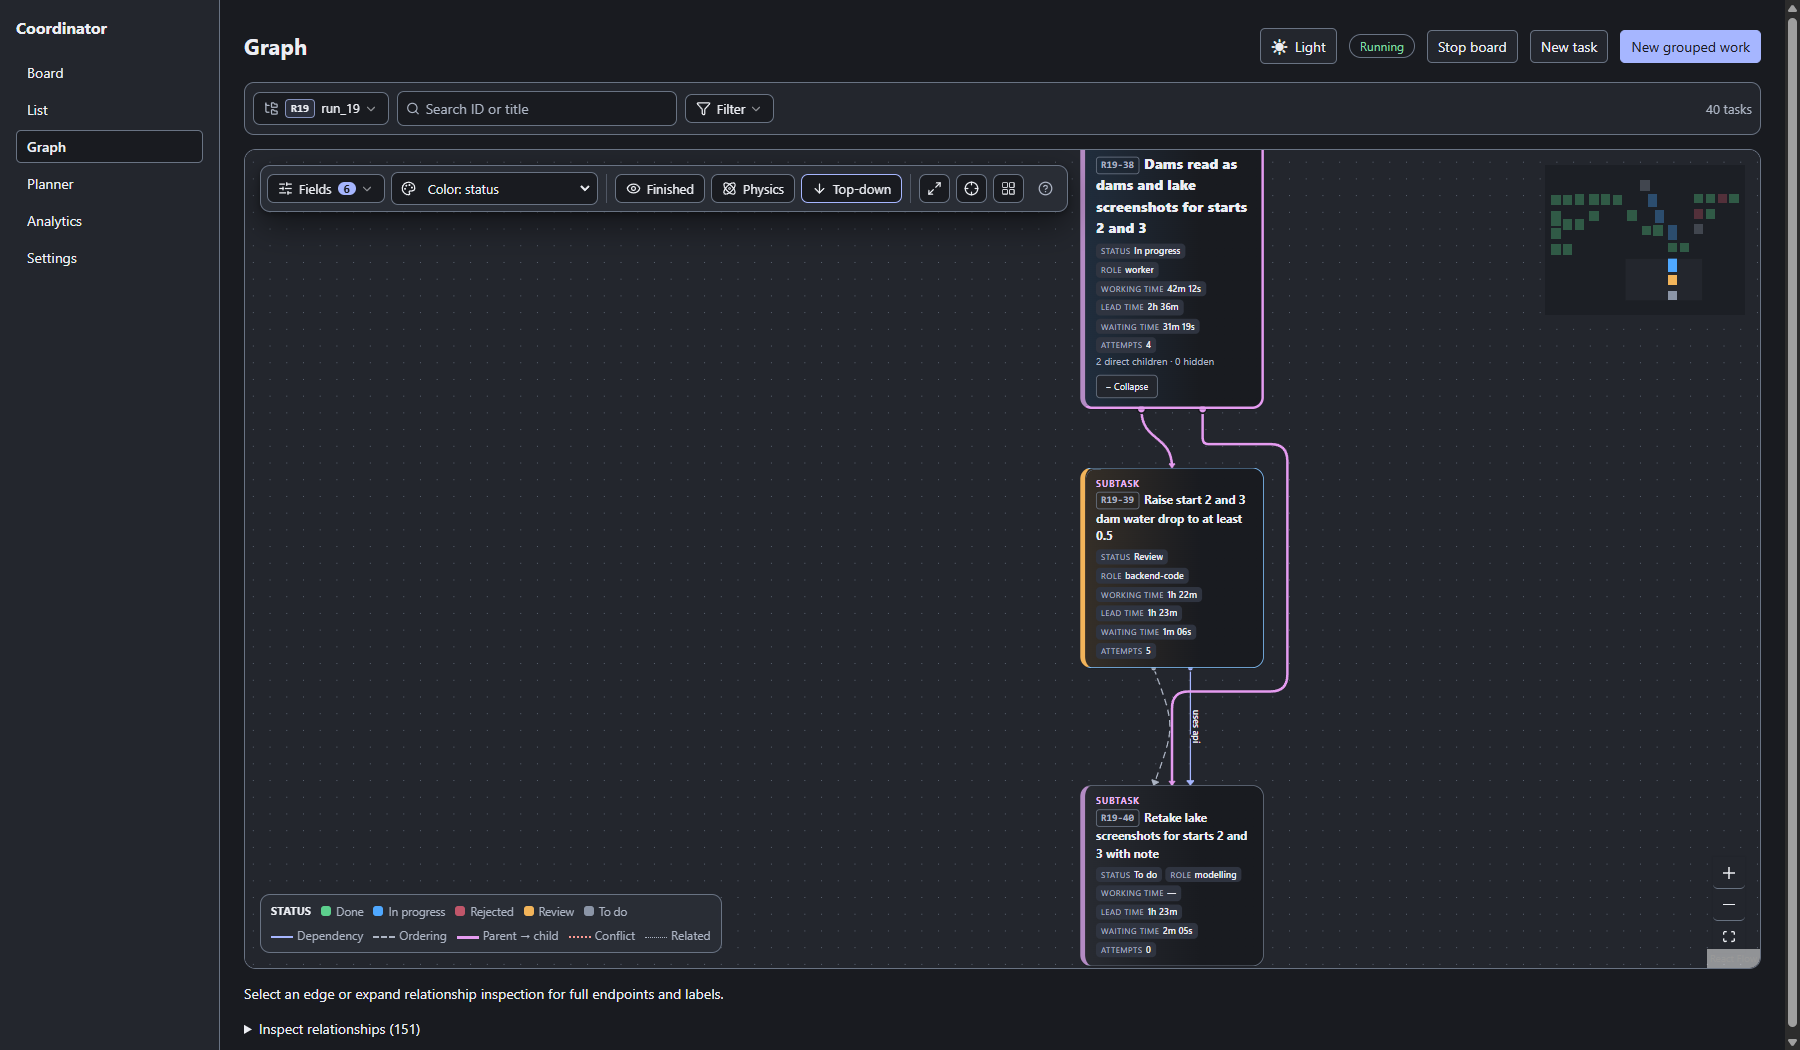 Coordinator
Board
List
Graph
Planner
Analytics
Settings
Graph
Light
Running
Stop board
New task
New grouped work
R19 run_19
Search ID or title
Filter
40 tasks
Fields 6
Color: status
Finished
Physics
Top-down
R19-38 Dams read as
dams and lake
screenshots for starts
2 and 3
STATUS In progress
ROLE worker
WORKING TIME 42m 12s
LEAD TIME 2h 36m
WAITING TIME 31m 19s
ATTEMPTS 4
2 direct children · 0 hidden
– Collapse
SUBTASK
R19-39 Raise start 2 and 3
dam water drop to at least
0.5
STATUS Review
ROLE backend-code
WORKING TIME 1h 22m
LEAD TIME 1h 23m
WAITING TIME 1m 06s
ATTEMPTS 5
uses api
SUBTASK
R19-40 Retake lake
screenshots for starts 2 and
3 with note
STATUS To do ROLE modelling
WORKING TIME —
LEAD TIME 1h 23m
WAITING TIME 2m 05s
ATTEMPTS 0
STATUS Done In progress Rejected Review To do
Dependency Ordering Parent → child Conflict Related
Select an edge or expand relationship inspection for full endpoints and labels.
Inspect relationships (151)